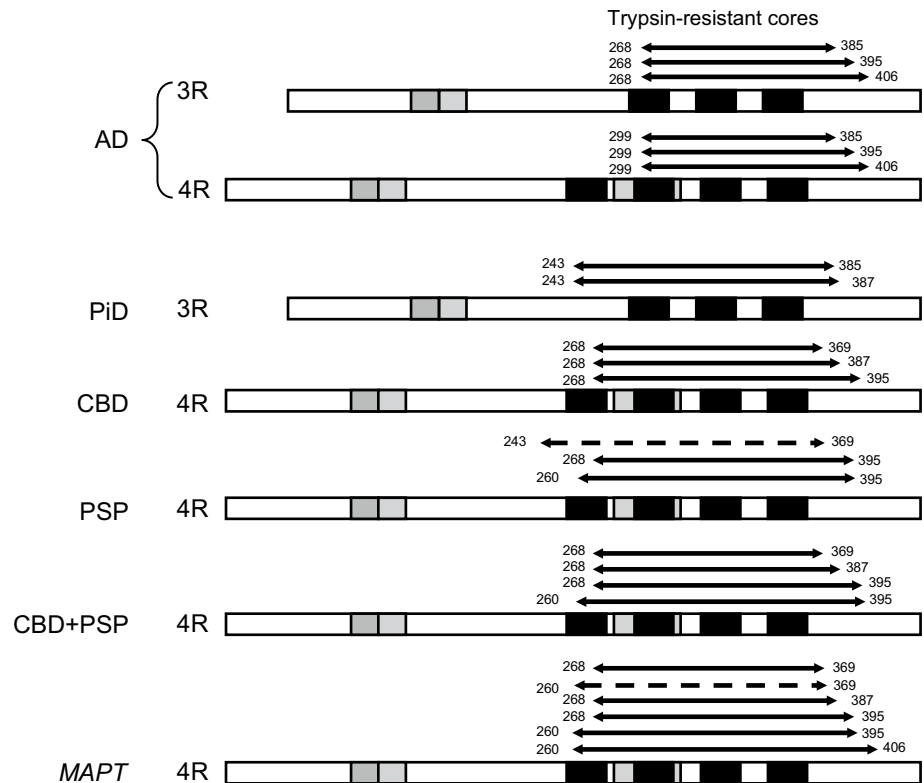 Trypsin-resistant cores
268 385
268 395
268 406
3R
AD
299 385
299 395
299 406
4R
243 385
243 387
PiD 3R
268 369
268 387
268 395
CBD 4R
243 369
268 395
260 395
PSP 4R
268 369
268 387
268 395
260 395
CBD+PSP 4R
268 369
260 369
268 387
268 395
260 395
260 406
MAPT 4R